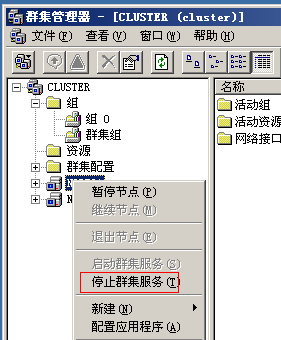 群集管理器 - [CLUSTER (cluster)]
文件(F) 查看(V) 窗口(W) 帮助(H)
CLUSTER
组
组 0
群集组
资源
群集配置
N
N
名称
活动组
活动资源
网络接口
暂停节点(P)
继续节点(M)
退出节点(E)
启动群集服务(S)
停止群集服务(T)
新建(N)
配置应用程序(A)